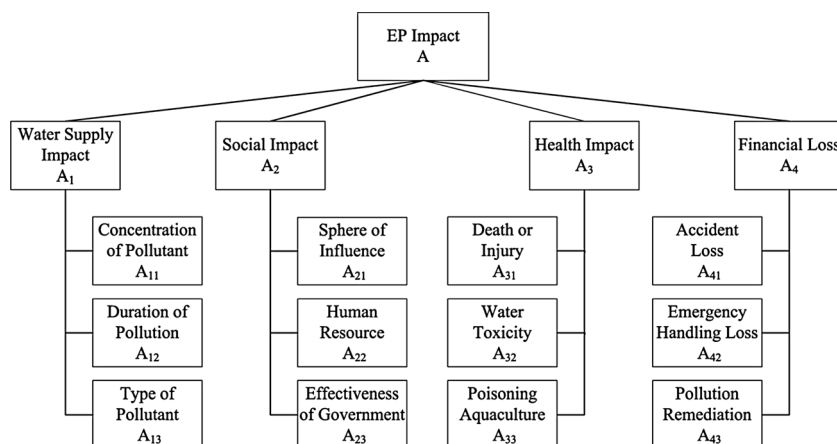 EP Impact
A
Water Supply
Impact
A₁
Social Impact
A₂
Health Impact
A₃
Financial Loss
A₄
Concentration
of Pollutant
A₁₁
Sphere of
Influence
A₂₁
Death or
Injury
A₃₁
Accident
Loss
A₄₁
Duration of
Pollution
A₁₂
Human
Resource
A₂₂
Water
Toxicity
A₃₂
Emergency
Handling Loss
A₄₂
Type of
Pollutant
A₁₃
Effectiveness
of Government
A₂₃
Poisoning
Aquaculture
A₃₃
Pollution
Remediation
A₄₃